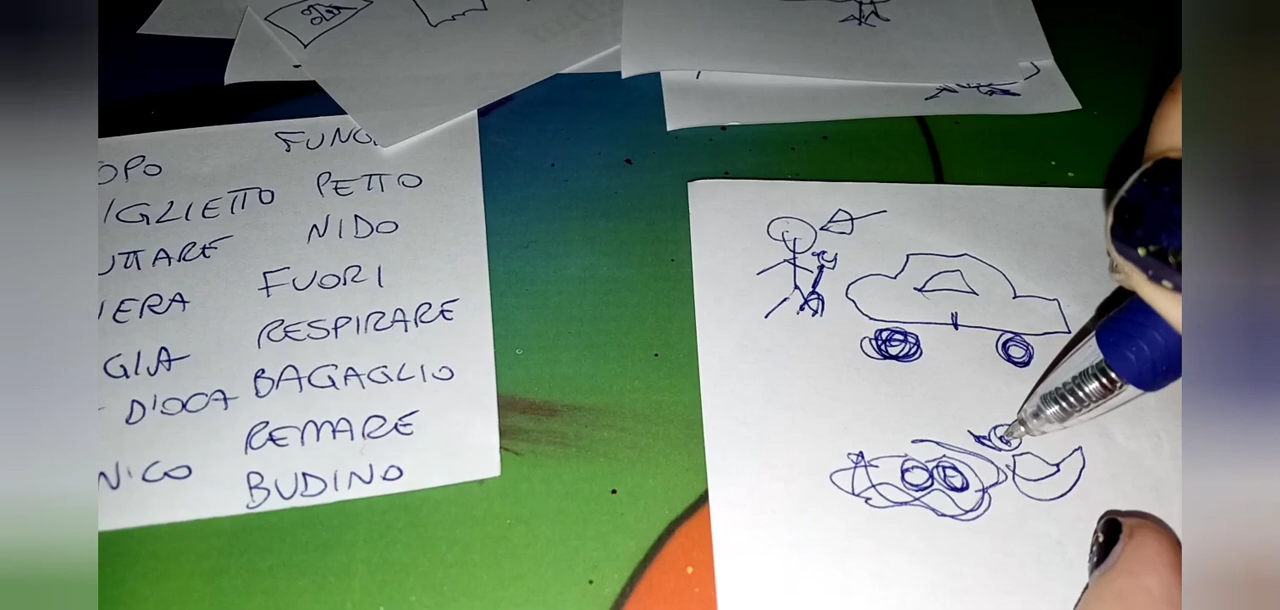 FUNG
OPO
IGLIETTO PETTO
UTTARE NIDO
IERA FUORI
GIA RESPIRARE
D'OCA BAGAGLIO
REMARE
NICO BUDINO